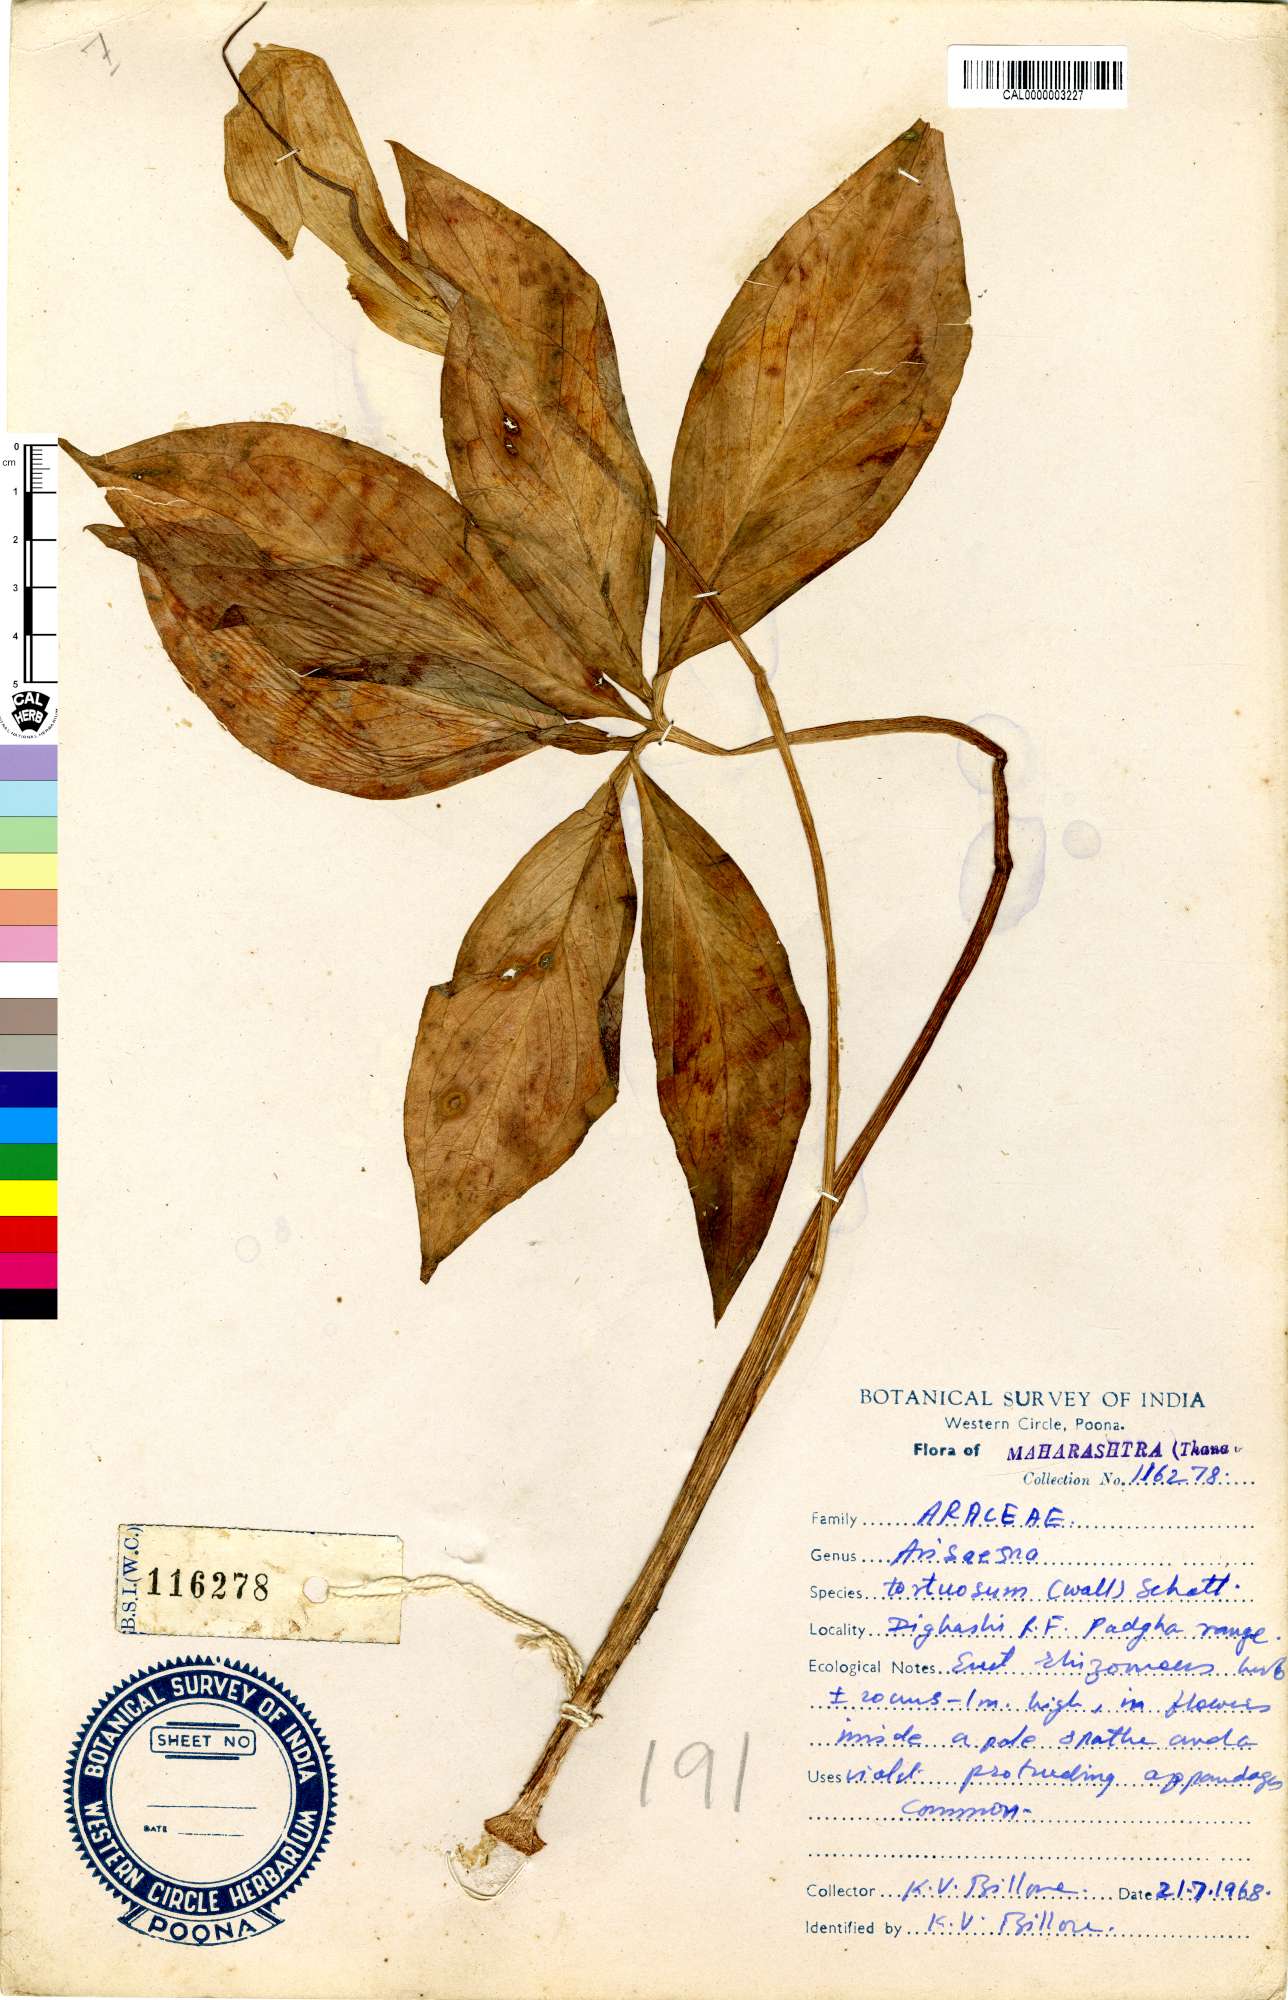 7
CAL0000003227
0
cm
1
2
3
4
5
CAL
HERB
BOTANICAL SURVEY OF INDIA
Western Circle, Poona.
Flora of MAHARASHTRA (Thana
Collection No. 116278
Family ARACEAE.
Genus Arisaema
Species tortuosum (Wall) Schott.
Locality Dighashi R.F. Padgha range.
Ecological Notes Erect rhizomeus herb
± 20cms - 1m. high, in flowers
inside a pale spathe and a
Uses violet protruding appandages
Common
Collector K.V. Billore. Date 21.7.1968.
Identified by K.V. Billore.
B.S.I.(W.C.)
116278
191
BOTANICAL SURVEY OF INDIA
SHEET NO
DATE
WESTERN CIRCLE HERBARIUM
POONA